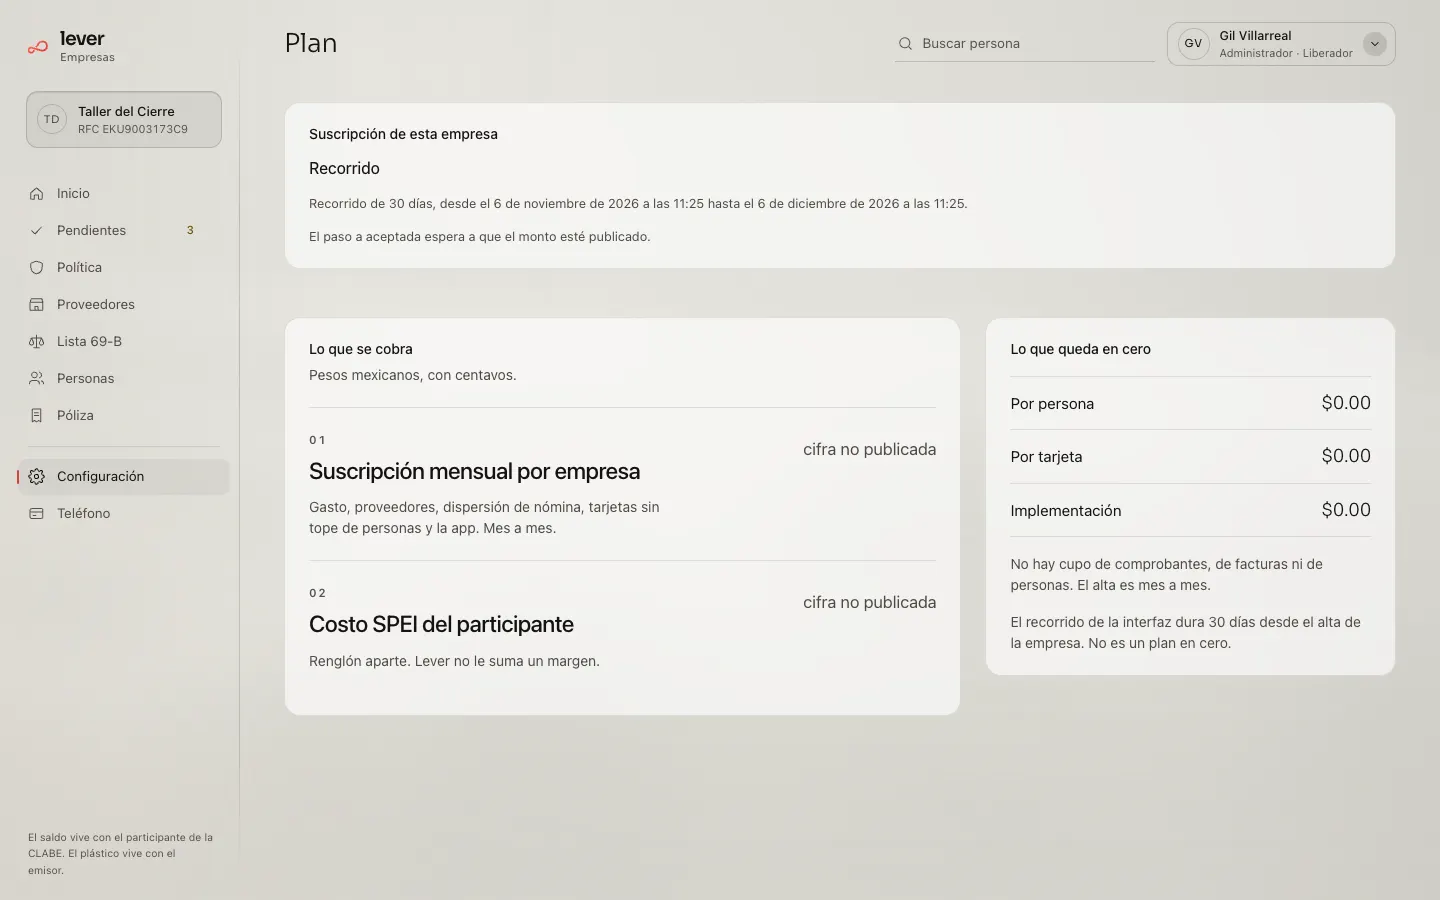 lever
Empresas
TD
Taller del Cierre
RFC EKU9003173C9
Inicio
Pendientes 3
Política
Proveedores
Lista 69-B
Personas
Póliza
Configuración
Teléfono
El saldo vive con el participante de la
CLABE. El plástico vive con el
emisor.
Plan
Buscar persona
GV
Gil Villarreal
Administrador · Liberador
Suscripción de esta empresa
Recorrido
Recorrido de 30 días, desde el 6 de noviembre de 2026 a las 11:25 hasta el 6 de diciembre de 2026 a las 11:25.
El paso a aceptada espera a que el monto esté publicado.
Lo que se cobra
Pesos mexicanos, con centavos.
01
Suscripción mensual por empresa
cifra no publicada
Gasto, proveedores, dispersión de nómina, tarjetas sin
tope de personas y la app. Mes a mes.
02
Costo SPEI del participante
cifra no publicada
Renglón aparte. Lever no le suma un margen.
Lo que queda en cero
Por persona $0.00
Por tarjeta $0.00
Implementación $0.00
No hay cupo de comprobantes, de facturas ni de
personas. El alta es mes a mes.
El recorrido de la interfaz dura 30 días desde el alta de
la empresa. No es un plan en cero.